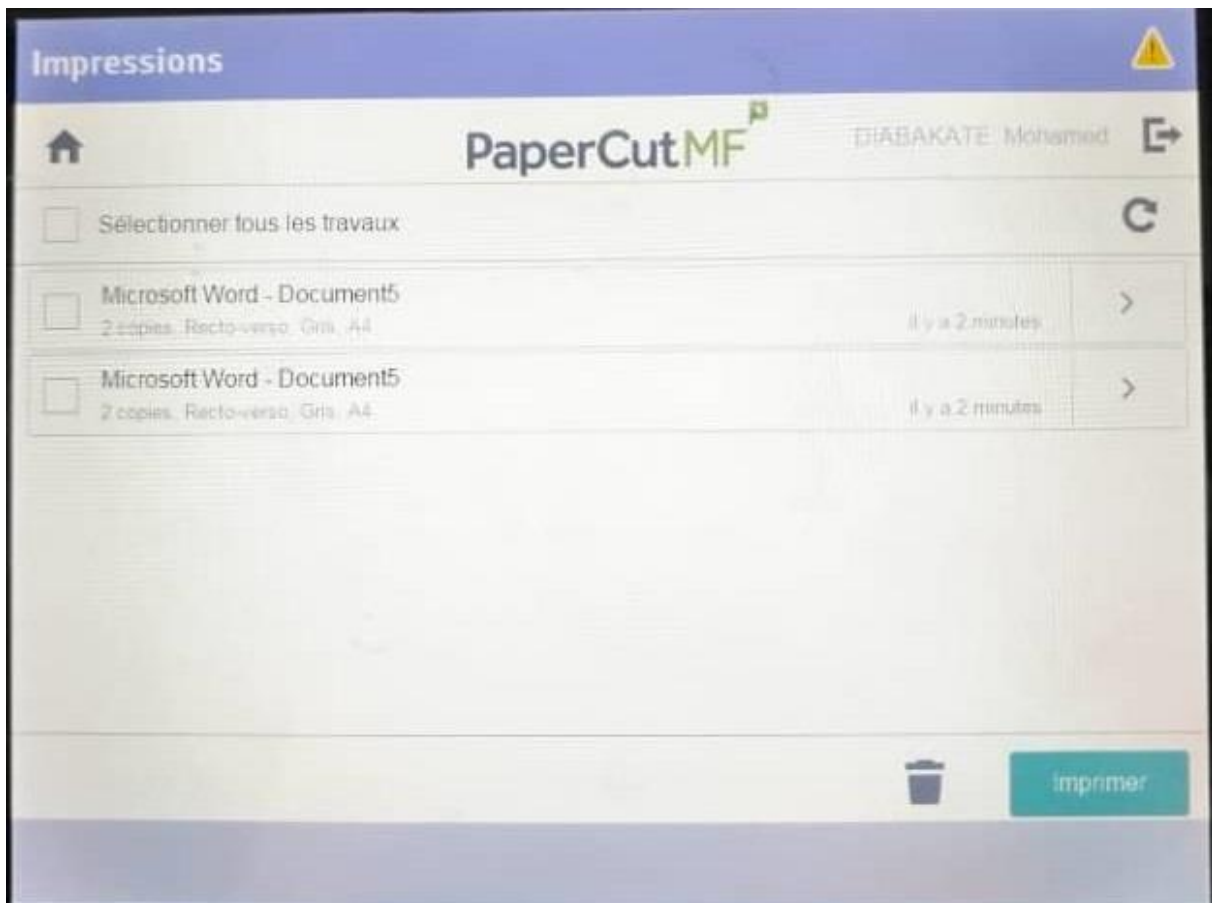 Impressions
PaperCutMF
DIABAKATE Mohamed
Sélectionner tous les travaux
Microsoft Word - Document5
2 copies, Recto-verso, Gris, A4
il y a 2 minutes
Microsoft Word - Document5
2 copies, Recto-verso, Gris, A4
il y a 2 minutes
Imprimer